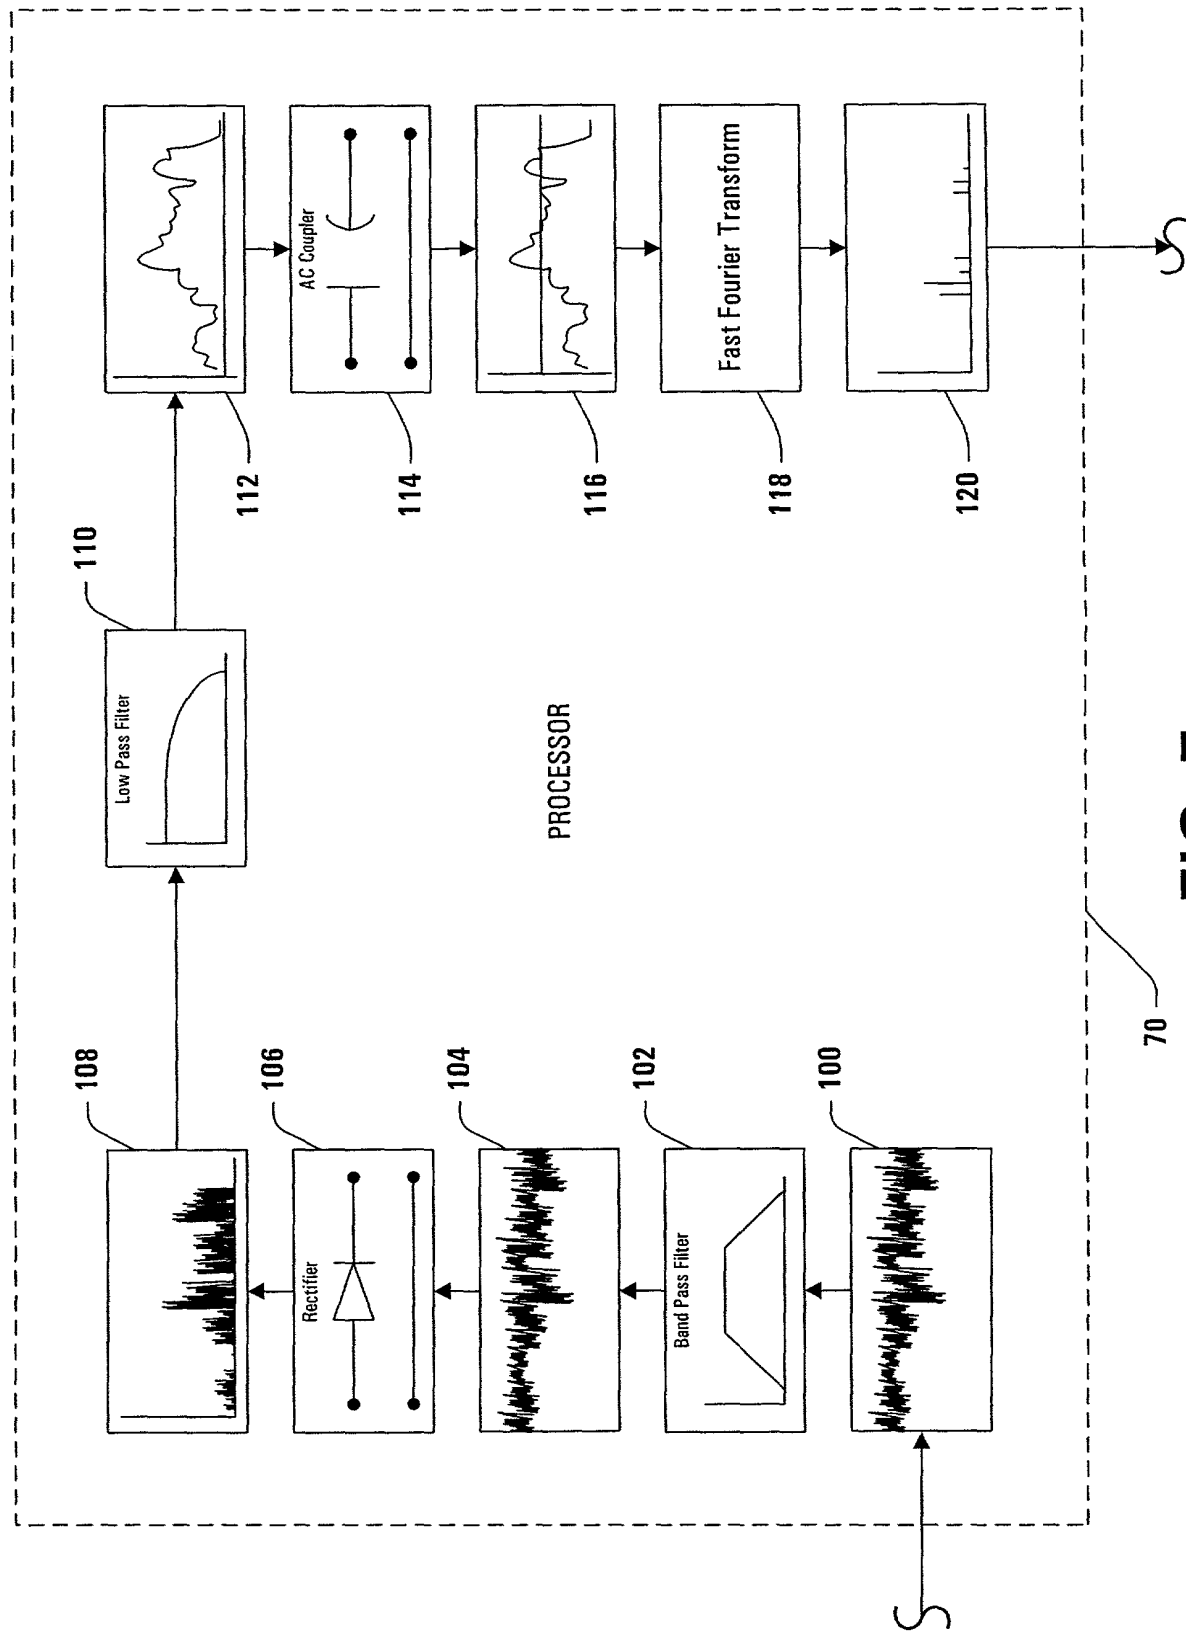 108
Rectifier
106
104
Band Pass Filter
102
100
Low Pass Filter
110
PROCESSOR
112
AC Coupler
114
116
Fast Fourier Transform
118
120
70